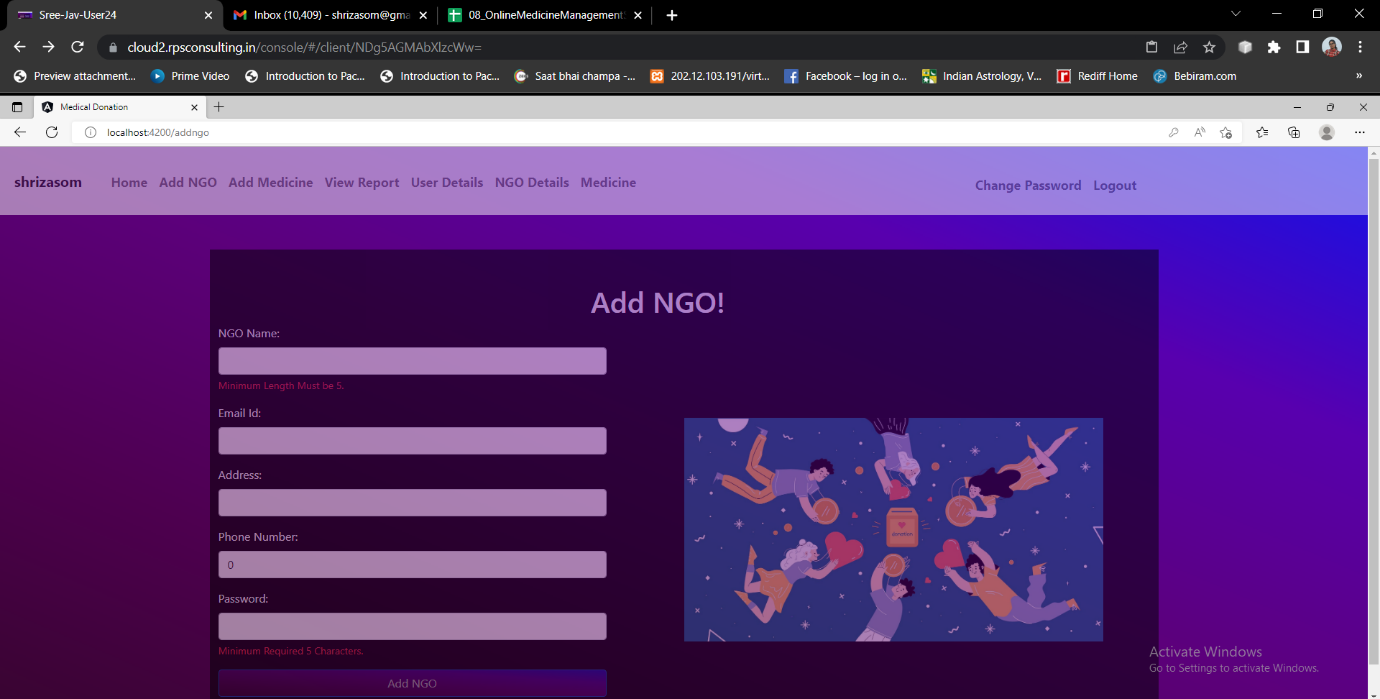 Sree-Jav-User24
Inbox (10,409) - shrizasom@gma
08_OnlineMedicineManagement
cloud2.rpsconsulting.in/console/#/client/NDg5AGMAbXlzcWw=
Preview attachment...
Prime Video
Introduction to Pac...
Introduction to Pac...
Saat bhai champa -...
202.12.103.191/virt...
Facebook – log in o...
Indian Astrology, V...
Rediff Home
Bebiram.com
»
Medical Donation
localhost:4200/addngo
shrizasom
Home
Add NGO
Add Medicine
View Report
User Details
NGO Details
Medicine
Change Password
Logout
Add NGO!
NGO Name:
Minimum Length Must be 5.
Email Id:
Address:
Phone Number:
0
Password:
Minimum Required 5 Characters.
Add NGO
donation
Activate Windows
Go to Settings to activate Windows.